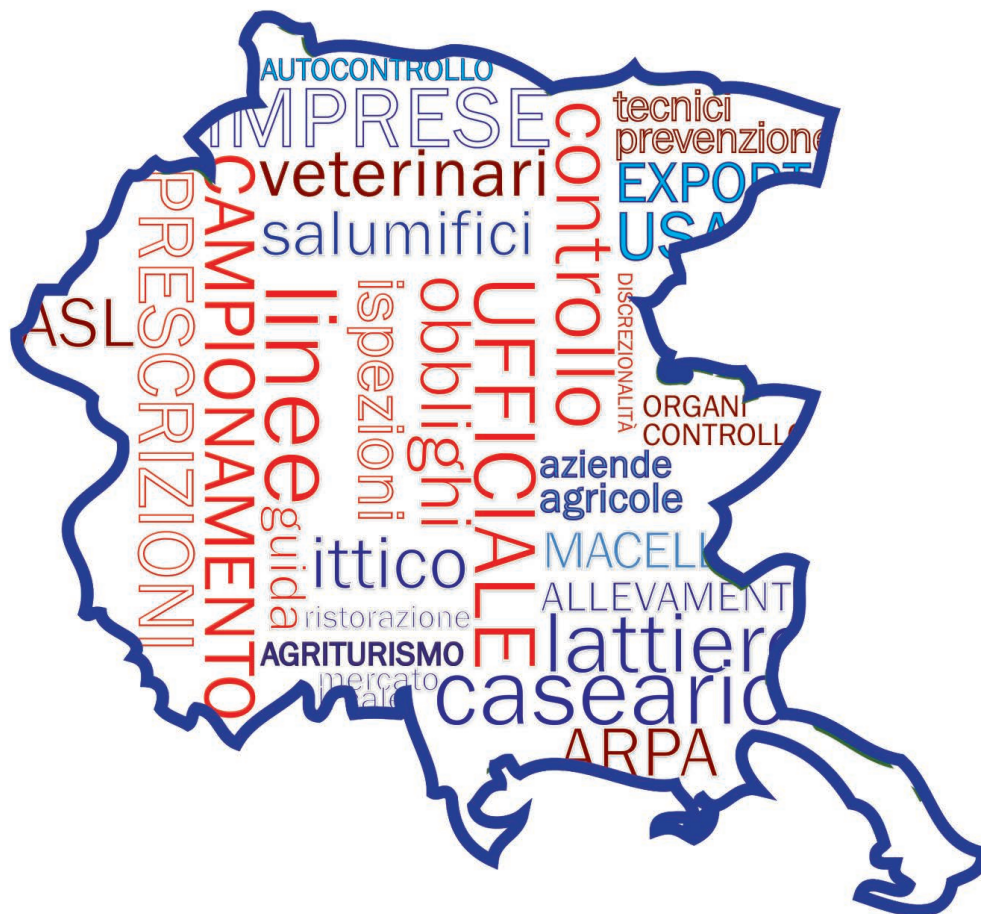 AUTOCONTROLLO
IMPRESE
veterinari
salumifici
tecnici
prevenzione
EXPORT
USA
controllo
DISCREZIONALITÀ
ASL
PRESCRIZIONI
CAMPIONAMENTO
linee
guida
ispezioni
obblighi
UFFICIALE
ORGANI
CONTROLLO
aziende
agricole
ittico
MACELL
ristorazione
ALLEVAMENT
AGRITURISMO
lattiero
mercato
locale
caseario
ARPA